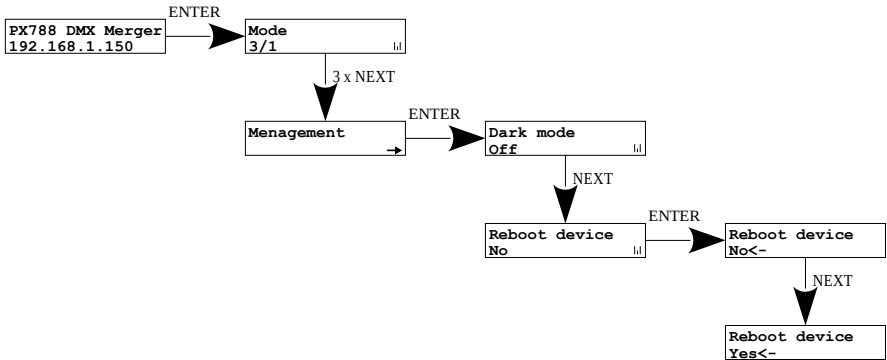 ENTER
PX788 DMX Merger
192.168.1.150
Mode
3/1
3 x NEXT
Menagement
ENTER
Dark mode
Off
NEXT
Reboot device
No
ENTER
Reboot device
No<-
NEXT
Reboot device
Yes<-